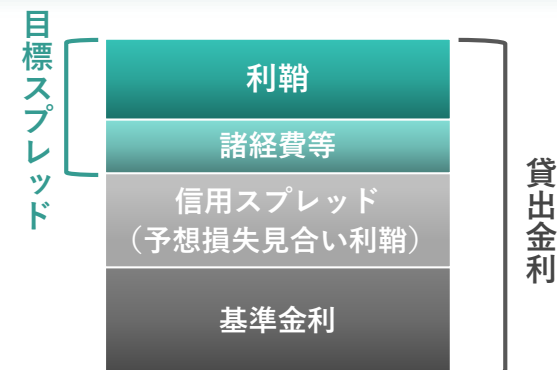 目標スプレッド
利鞘
諸経費等
信用スプレッド
（予想損失見合い利鞘）
基準金利
貸出金利